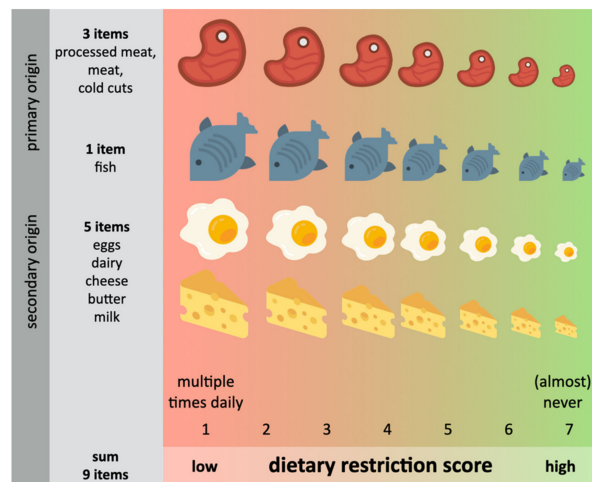 primary origin
3 items
processed meat,
meat,
cold cuts
1 item
fish
secondary origin
5 items
eggs
dairy
cheese
butter
milk
multiple
times daily
(almost)
never
1 2 3 4 5 6 7
sum
9 items
low dietary restriction score high